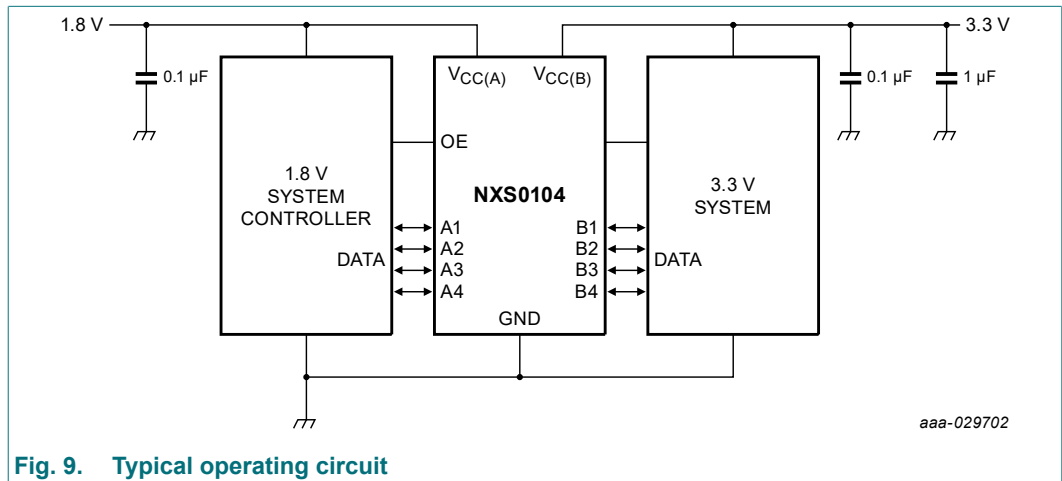 1.8 V
3.3 V
0.1 µF
VCC(A)
VCC(B)
0.1 µF
1 µF
OE
1.8 V
SYSTEM
CONTROLLER
NXS0104
3.3 V
SYSTEM
DATA
A1
A2
A3
A4
B1
B2
B3
B4
DATA
GND
aaa-029702
Fig. 9. Typical operating circuit